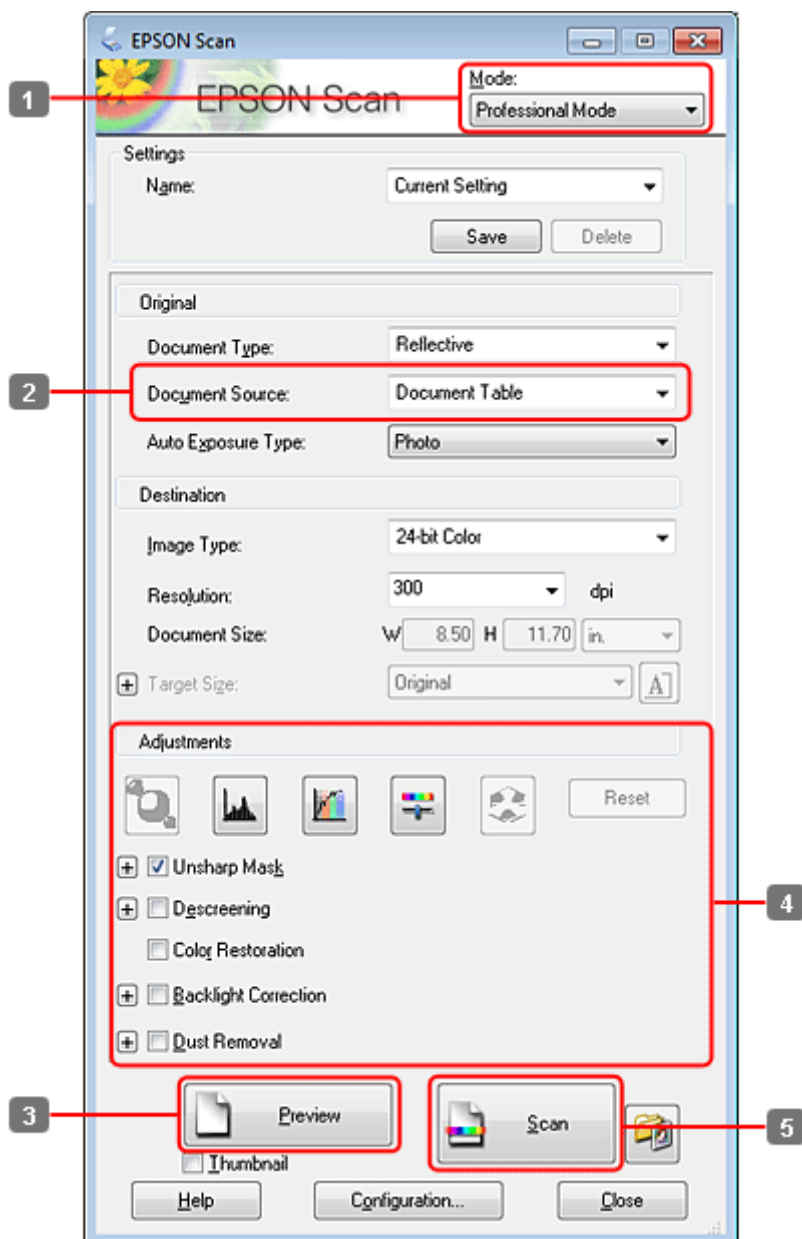 EPSON Scan
EPSON Scan
Mode:
1
Professional Mode
Settings
Name:
Current Setting
Save
Delete
Original
Document Type:
Reflective
2
Document Source:
Document Table
Auto Exposure Type:
Photo
Destination
Image Type:
24-bit Color
Resolution:
300
dpi
Document Size:
W
8.50
H
11.70
in.
Target Size:
Original
A
Adjustments
Reset
Unsharp Mask
4
Descreening
Color Restoration
Backlight Correction
Dust Removal
3
Preview
Scan
5
Thumbnail
Help
Configuration...
Close